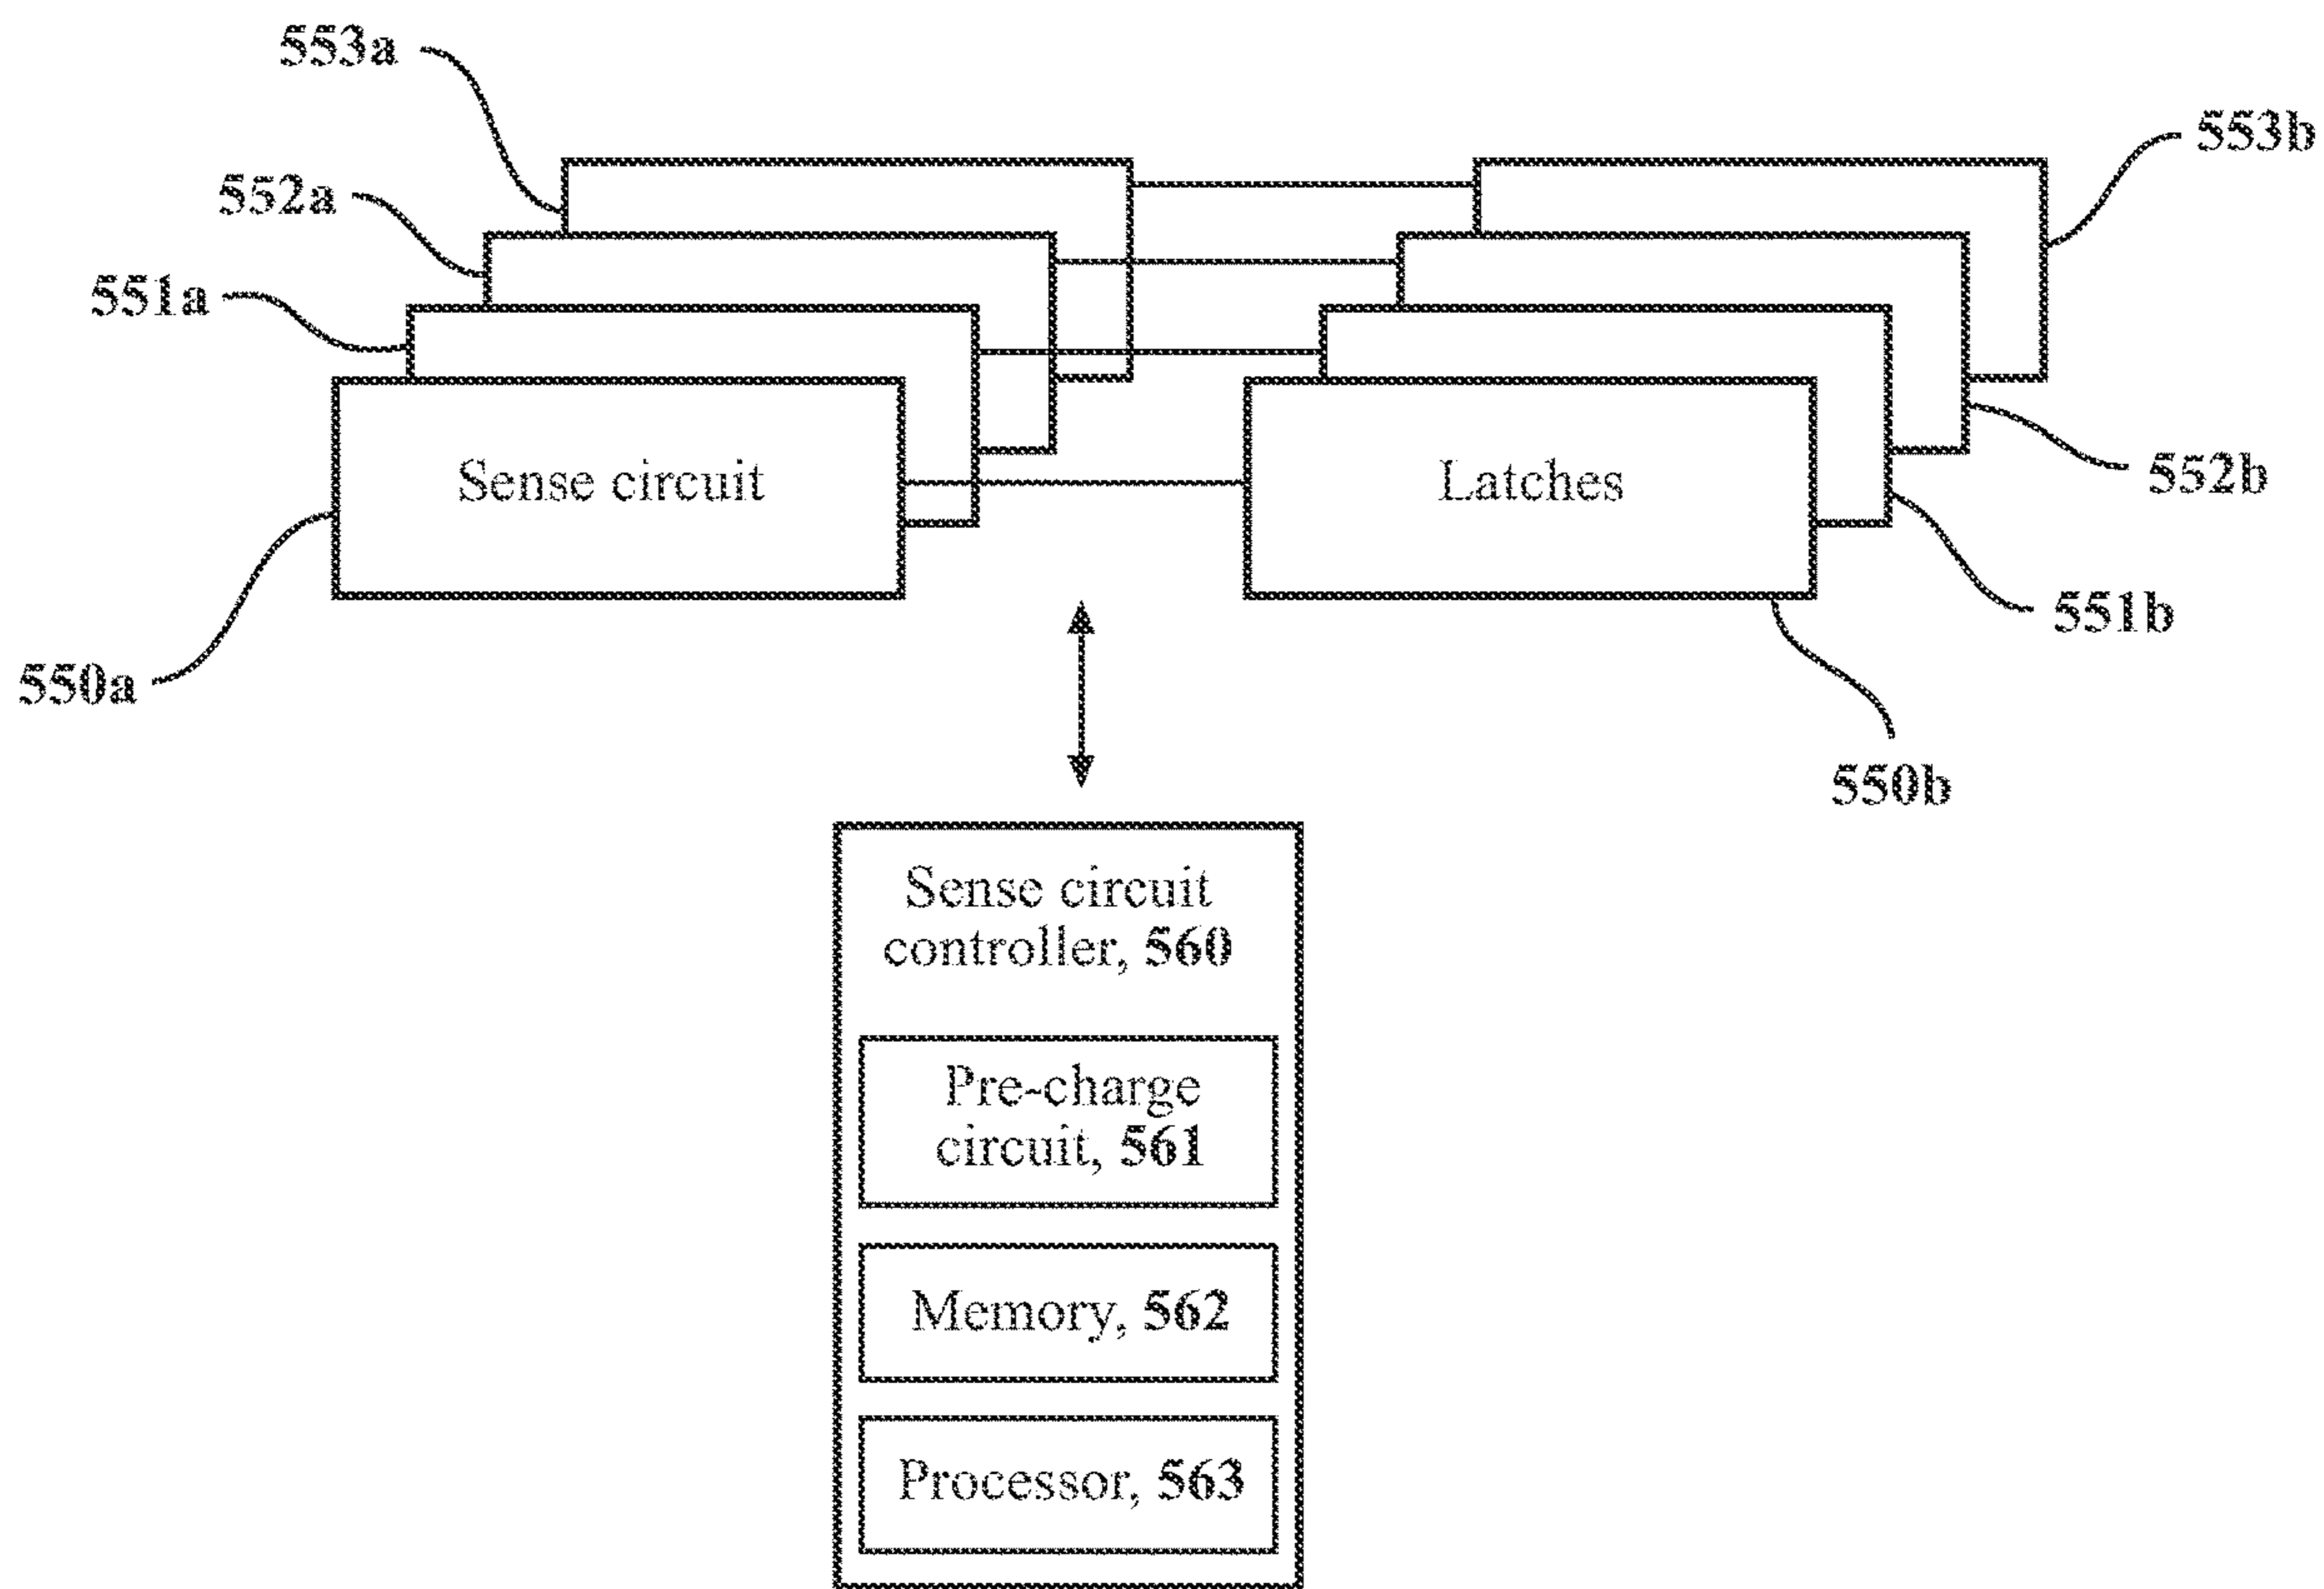 553a
553b
552a
551a
Sense circuit
Latches
552b
551b
550a
550b
Sense circuit
controller, 560
Pre-charge
circuit, 561
Memory, 562
Processor, 563